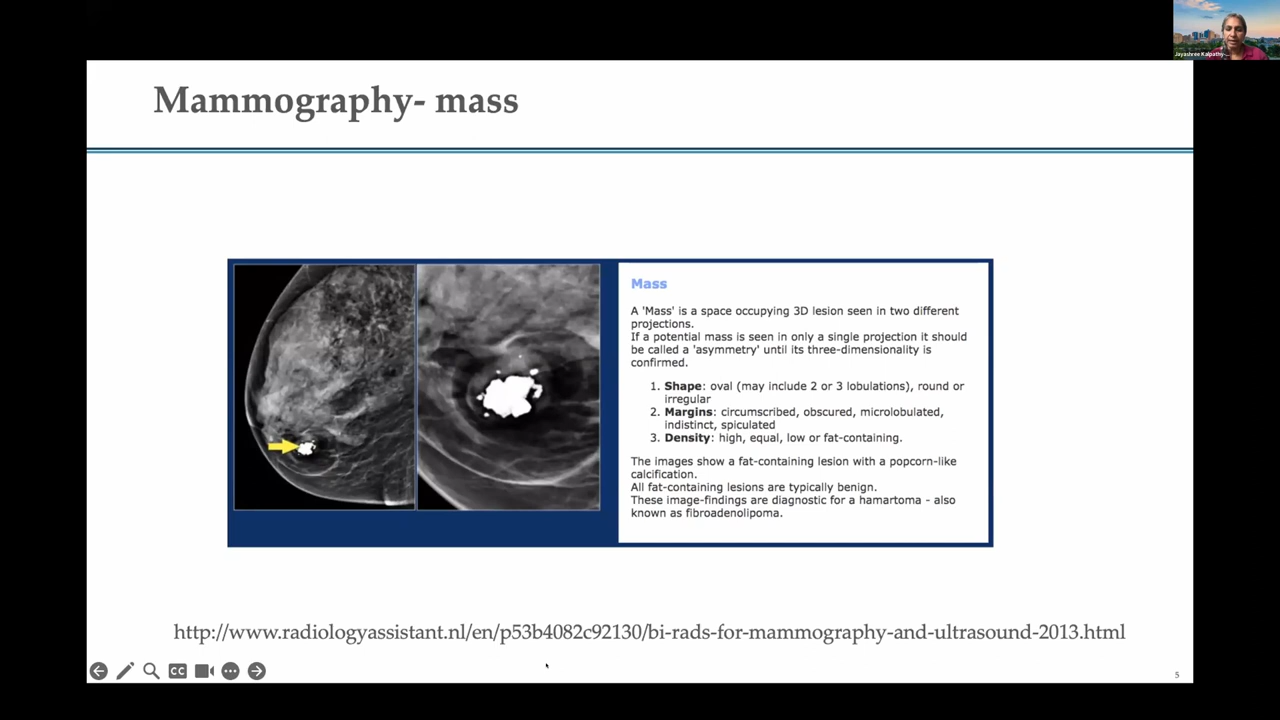 Jayashree Kalpathy-...
Mammography- mass
Mass
A 'Mass' is a space occupying 3D lesion seen in two different
projections.
If a potential mass is seen in only a single projection it should
be called a 'asymmetry' until its three-dimensionality is
confirmed.
1. Shape: oval (may include 2 or 3 lobulations), round or
irregular
2. Margins: circumscribed, obscured, microlobulated,
indistinct, spiculated
3. Density: high, equal, low or fat-containing.
The images show a fat-containing lesion with a popcorn-like
calcification.
All fat-containing lesions are typically benign.
These image-findings are diagnostic for a hamartoma - also
known as fibroadenolipoma.
http://www.radiologyassistant.nl/en/p53b4082c92130/bi-rads-for-mammography-and-ultrasound-2013.html
CC
5